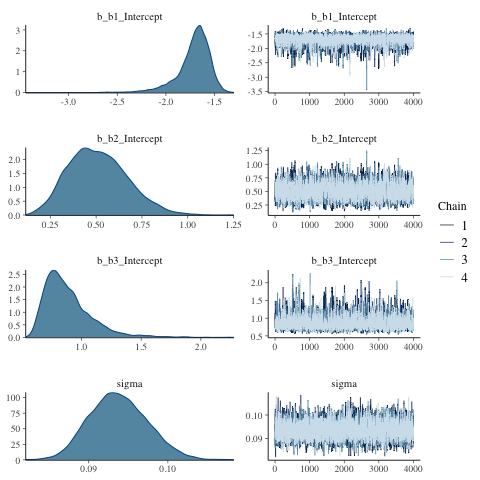 b_b1_Intercept
3
2
1
0
-3.0 -2.5 -2.0 -1.5
b_b1_Intercept
-1.5
-2.0
-2.5
-3.0
-3.5
0 1000 2000 3000 4000
b_b2_Intercept
2.0
1.5
1.0
0.5
0.0
0.25 0.50 0.75 1.00 1.25
b_b2_Intercept
1.25
1.00
0.75
0.50
0.25
0 1000 2000 3000 4000
b_b3_Intercept
2.5
2.0
1.5
1.0
0.5
0.0
1.0 1.5 2.0
b_b3_Intercept
2.0
1.5
1.0
0.5
0 1000 2000 3000 4000
sigma
100
75
50
25
0
0.09 0.10
sigma
0.10
0.09
0 1000 2000 3000 4000
Chain
1
2
3
4